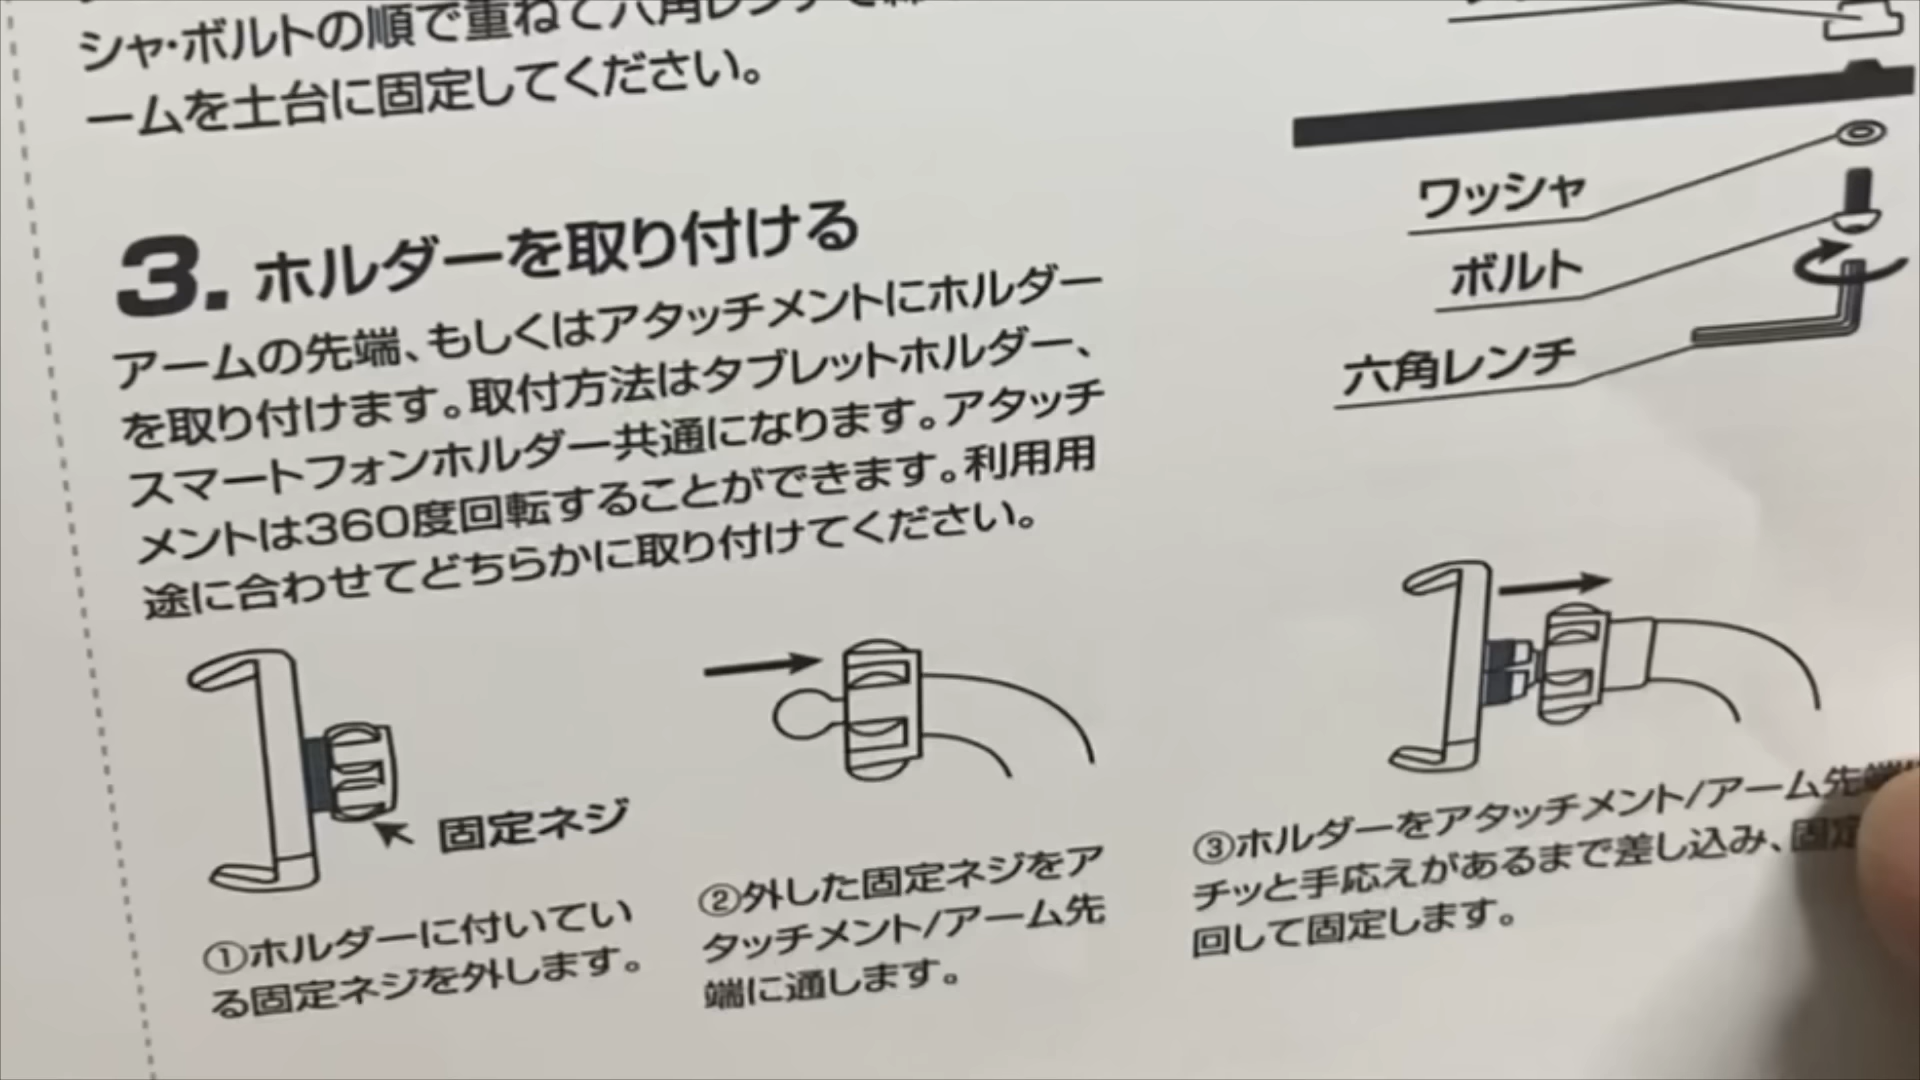 シャ・ボルトの順で重ねて六角レンチで
ームを土台に固定してください。
ワッシャ
ボルト
六角レンチ
3. ホルダーを取り付ける
アームの先端、もしくはアタッチメントにホルダー
を取り付けます。取付方法はタブレットホルダー、
スマートフォンホルダー共通になります。アタッチ
メントは360度回転することができます。利用用
途に合わせてどちらかに取り付けてください。
固定ネジ
①ホルダーに付いてい
る固定ネジを外します。
②外した固定ネジをア
タッチメント/アーム先
端に通します。
③ホルダーをアタッチメント/アーム先端
チッと手応えがあるまで差し込み、固定
回して固定します。